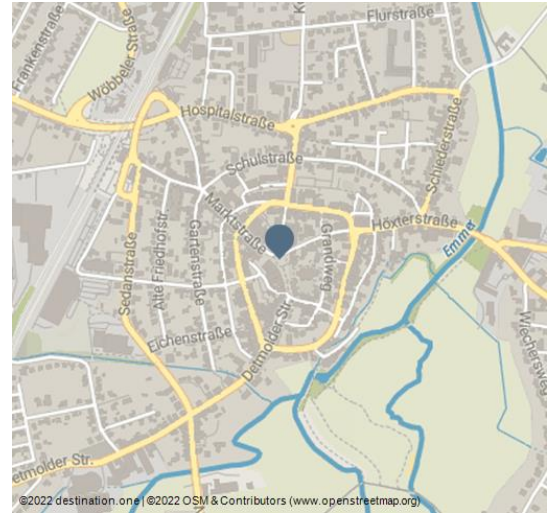 Flurstraße
Frankenstraße
Wöbbeler Straße
K
Hospitalstraße
Schulstraße
Schiederstraße
Marktstraße
Höxterstraße
Emmer
Grandweg
Gartenstraße
Alte Friedhofstr.
Sedanstraße
Eichenstraße
Detmolder Str.
Wiechersweg
etmolder Str.
©2022 destination.one | ©2022 OSM & Contributors (www.openstreetmap.org)